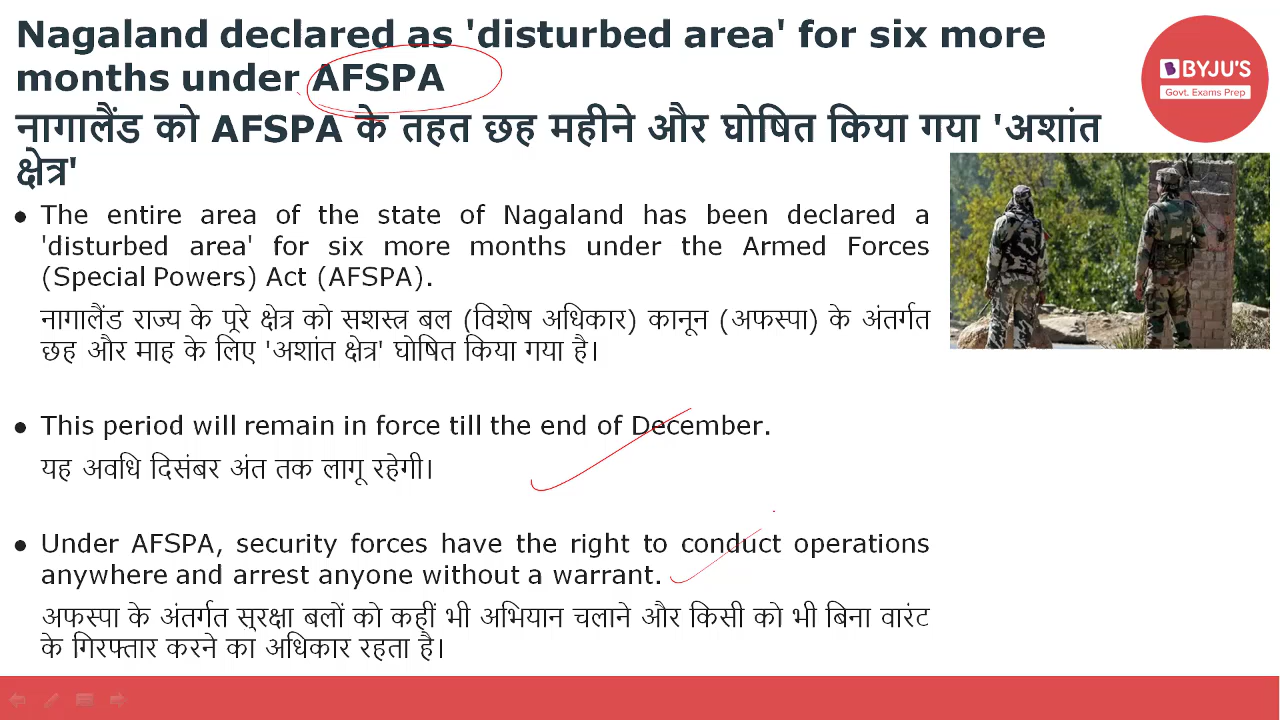 Nagaland declared as 'disturbed area' for six more
months under AFSPA
नागालैंड को AFSPA के तहत छह महीने और घोषित किया गया 'अशांत
क्षेत्र'
BYJU'S
Govt. Exams Prep
● The entire area of the state of Nagaland has been declared a
'disturbed area' for six more months under the Armed Forces
(Special Powers) Act (AFSPA).
नागालैंड राज्य के पूरे क्षेत्र को सशस्त्र बल (विशेष अधिकार) कानून (अफस्पा) के अंतर्गत
छह और माह के लिए 'अशांत क्षेत्र' घोषित किया गया है।
● This period will remain in force till the end of December.
यह अवधि दिसंबर अंत तक लागू रहेगी।
● Under AFSPA, security forces have the right to conduct operations
anywhere and arrest anyone without a warrant.
अफस्पा के अंतर्गत सुरक्षा बलों को कहीं भी अभियान चलाने और किसी को भी बिना वारंट
के गिरफ्तार करने का अधिकार रहता है।